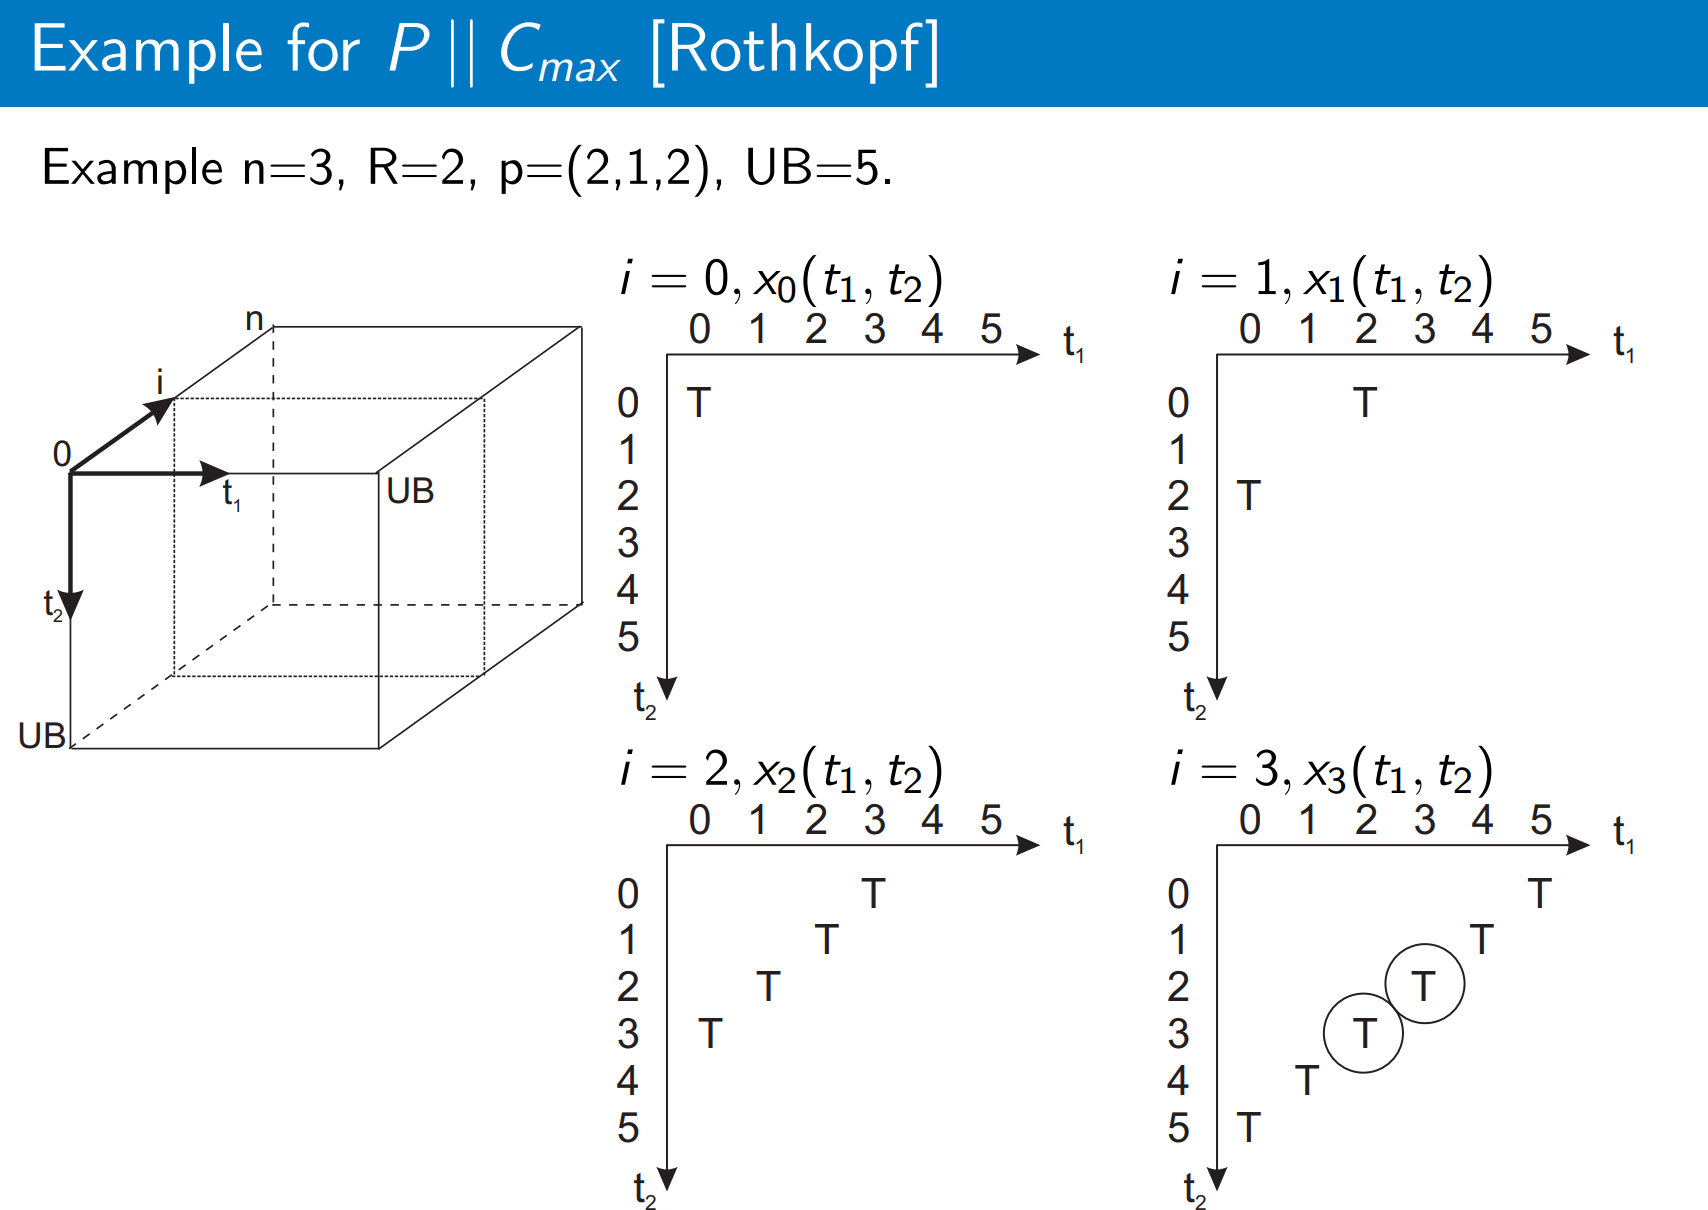 Example for P || Cmax [Rothkopf]
Example n=3, R=2, p=(2,1,2), UB=5.
n
i
0
t1
UB
t2
UB
i = 0, x0(t1, t2)
0 1 2 3 4 5 t1
0 T
1
2
3
4
5
t2
i = 1, x1(t1, t2)
0 1 2 3 4 5 t1
0 T
1
2 T
3
4
5
t2
i = 2, x2(t1, t2)
0 1 2 3 4 5 t1
0 T
1 T
2 T
3 T
4
5
t2
i = 3, x3(t1, t2)
0 1 2 3 4 5 t1
0 T
1 T
2 T
3 T
4 T
5 T
t2